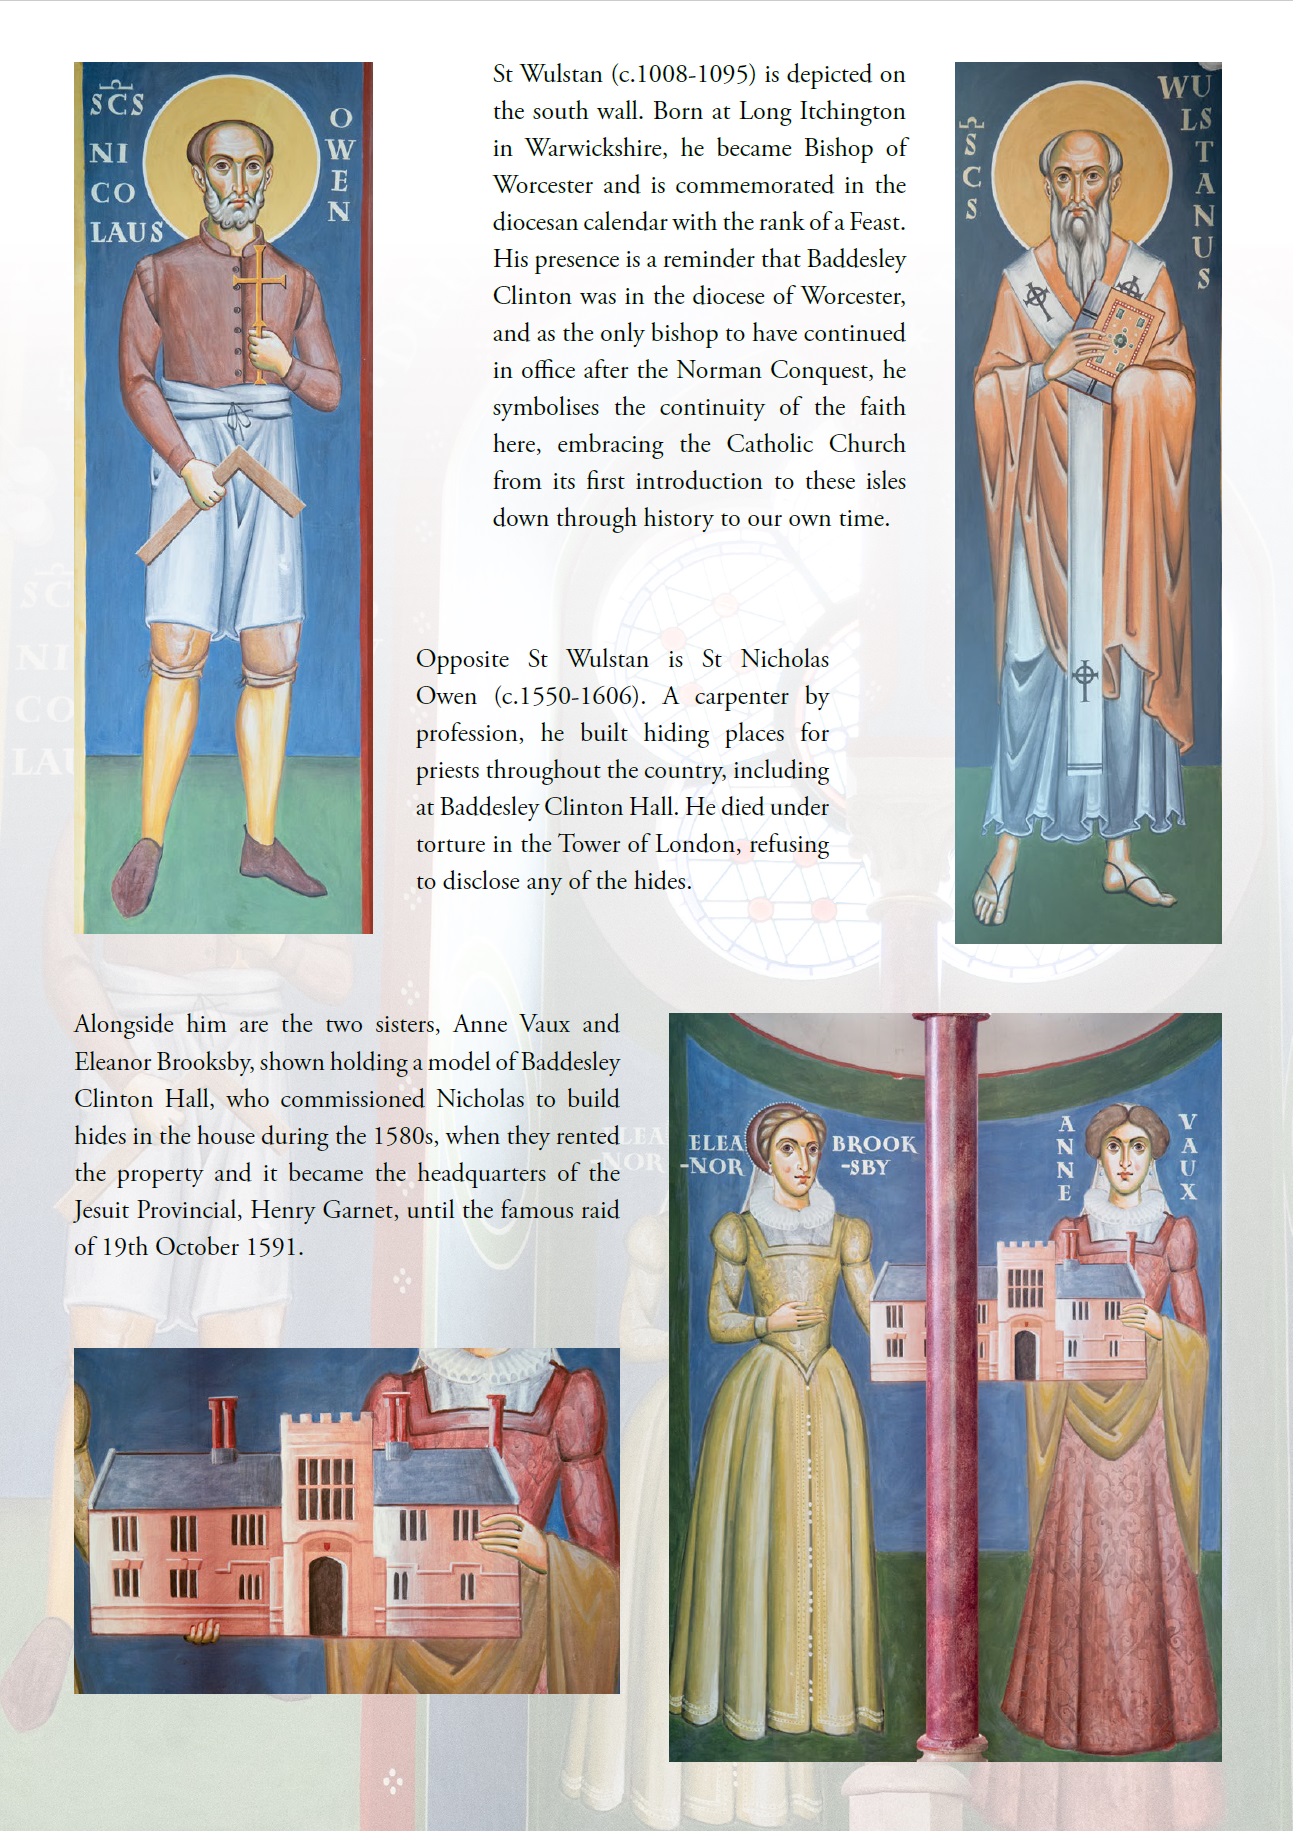 SCS
NI
CO
LAUS
O
W
E
N
St Wulstan (c.1008-1095) is depicted on
the south wall. Born at Long Itchington
in Warwickshire, he became Bishop of
Worcester and is commemorated in the
diocesan calendar with the rank of a Feast.
His presence is a reminder that Baddesley
Clinton was in the diocese of Worcester,
and as the only bishop to have continued
in office after the Norman Conquest, he
symbolises the continuity of the faith
here, embracing the Catholic Church
from its first introduction to these isles
down through history to our own time.
S
C
S
WU
LS
T
A
N
U
S
Opposite St Wulstan is St Nicholas
Owen (c.1550-1606). A carpenter by
profession, he built hiding places for
priests throughout the country, including
at Baddesley Clinton Hall. He died under
torture in the Tower of London, refusing
to disclose any of the hides.
SC
NI
CO
LAU
Alongside him are the two sisters, Anne Vaux and
Eleanor Brooksby, shown holding a model of Baddesley
Clinton Hall, who commissioned Nicholas to build
hides in the house during the 1580s, when they rented
the property and it became the headquarters of the
Jesuit Provincial, Henry Garnet, until the famous raid
of 19th October 1591.
ELEA
-NOR
ELEA
-NOR
BROOK
-SBY
A
N
N
E
V
A
U
X